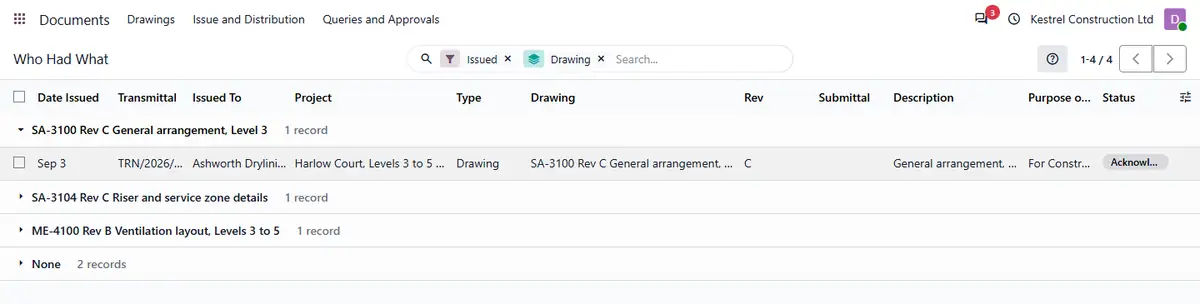 Documents Drawings Issue and Distribution Queries and Approvals 3 Kestrel Construction Ltd D
Who Had What Issued × Drawing × Search... 1-4 / 4
Date Issued Transmittal Issued To Project Type Drawing Rev Submittal Description Purpose o... Status
SA-3100 Rev C General arrangement, Level 3 1 record
Sep 3 TRN/2026/... Ashworth Drylini... Harlow Court, Levels 3 to 5 ... Drawing SA-3100 Rev C General arrangement, ... C General arrangement, ... For Constr... Acknowl...
SA-3104 Rev C Riser and service zone details 1 record
ME-4100 Rev B Ventilation layout, Levels 3 to 5 1 record
None 2 records